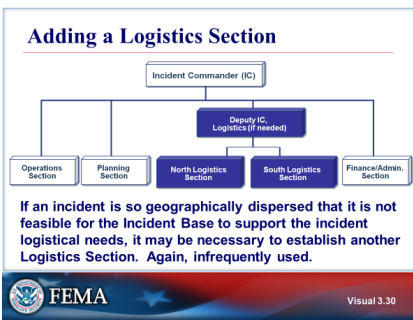 Adding a Logistics Section
Incident Commander (IC)
Deputy IC,
Logistics (if needed)
Operations
Section
Planning
Section
North Logistics
Section
South Logistics
Section
Finance/Admin.
Section
If an incident is so geographically dispersed that it is not
feasible for the Incident Base to support the incident
logistical needs, it may be necessary to establish another
Logistics Section. Again, infrequently used.
FEMA
Visual 3.30